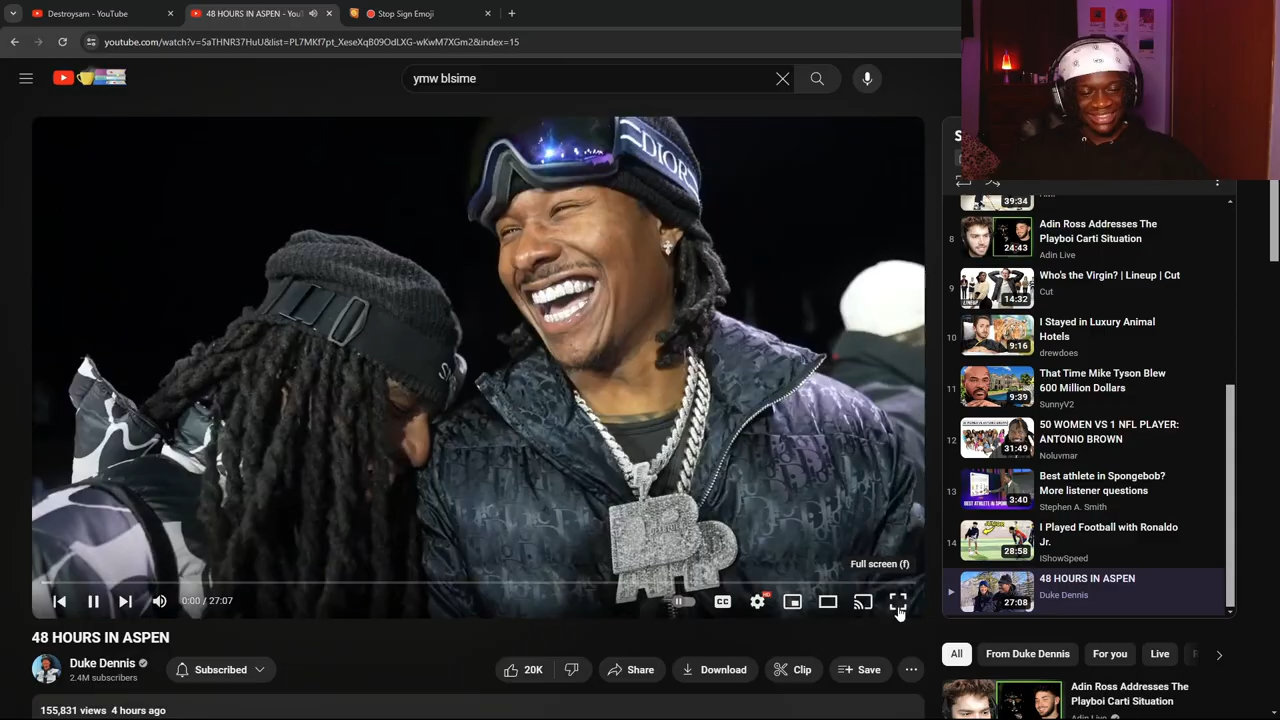 Destroysam - YouTube
48 HOURS IN ASPEN - YouT
Stop Sign Emoji
youtube.com/watch?v=5aTHNR37HuU&list=PL7MKf7pt_XeseXqB09Od
ymw blsime
DIOR
39:34
8
24:43
Adin Ross Addresses The
Playboi Carti Situation
Adin Live
9
14:32
Who's the Virgin? | Lineup | Cut
Cut
10
9:16
I Stayed in Luxury Animal
Hotels
drewdoes
11
9:39
That Time Mike Tyson Blew
600 Million Dollars
SunnyV2
12
31:49
50 WOMEN VS 1 NFL PLAYER:
ANTONIO BROWN
Noluvmar
13
3:40
Best athlete in Spongebob?
More listener questions
Stephen A. Smith
14
28:58
I Played Football with Ronaldo
Jr.
IShowSpeed
27:08
48 HOURS IN ASPEN
Duke Dennis
Full screen (f)
0:00 / 27:07
CC
HD
48 HOURS IN ASPEN
Duke Dennis
2.4M subscribers
Subscribed
20K
Share
Download
Clip
Save
155,831 views 4 hours ago
All
From Duke Dennis
For you
Live
Adin Ross Addresses The
Playboi Carti Situation
Adin Live